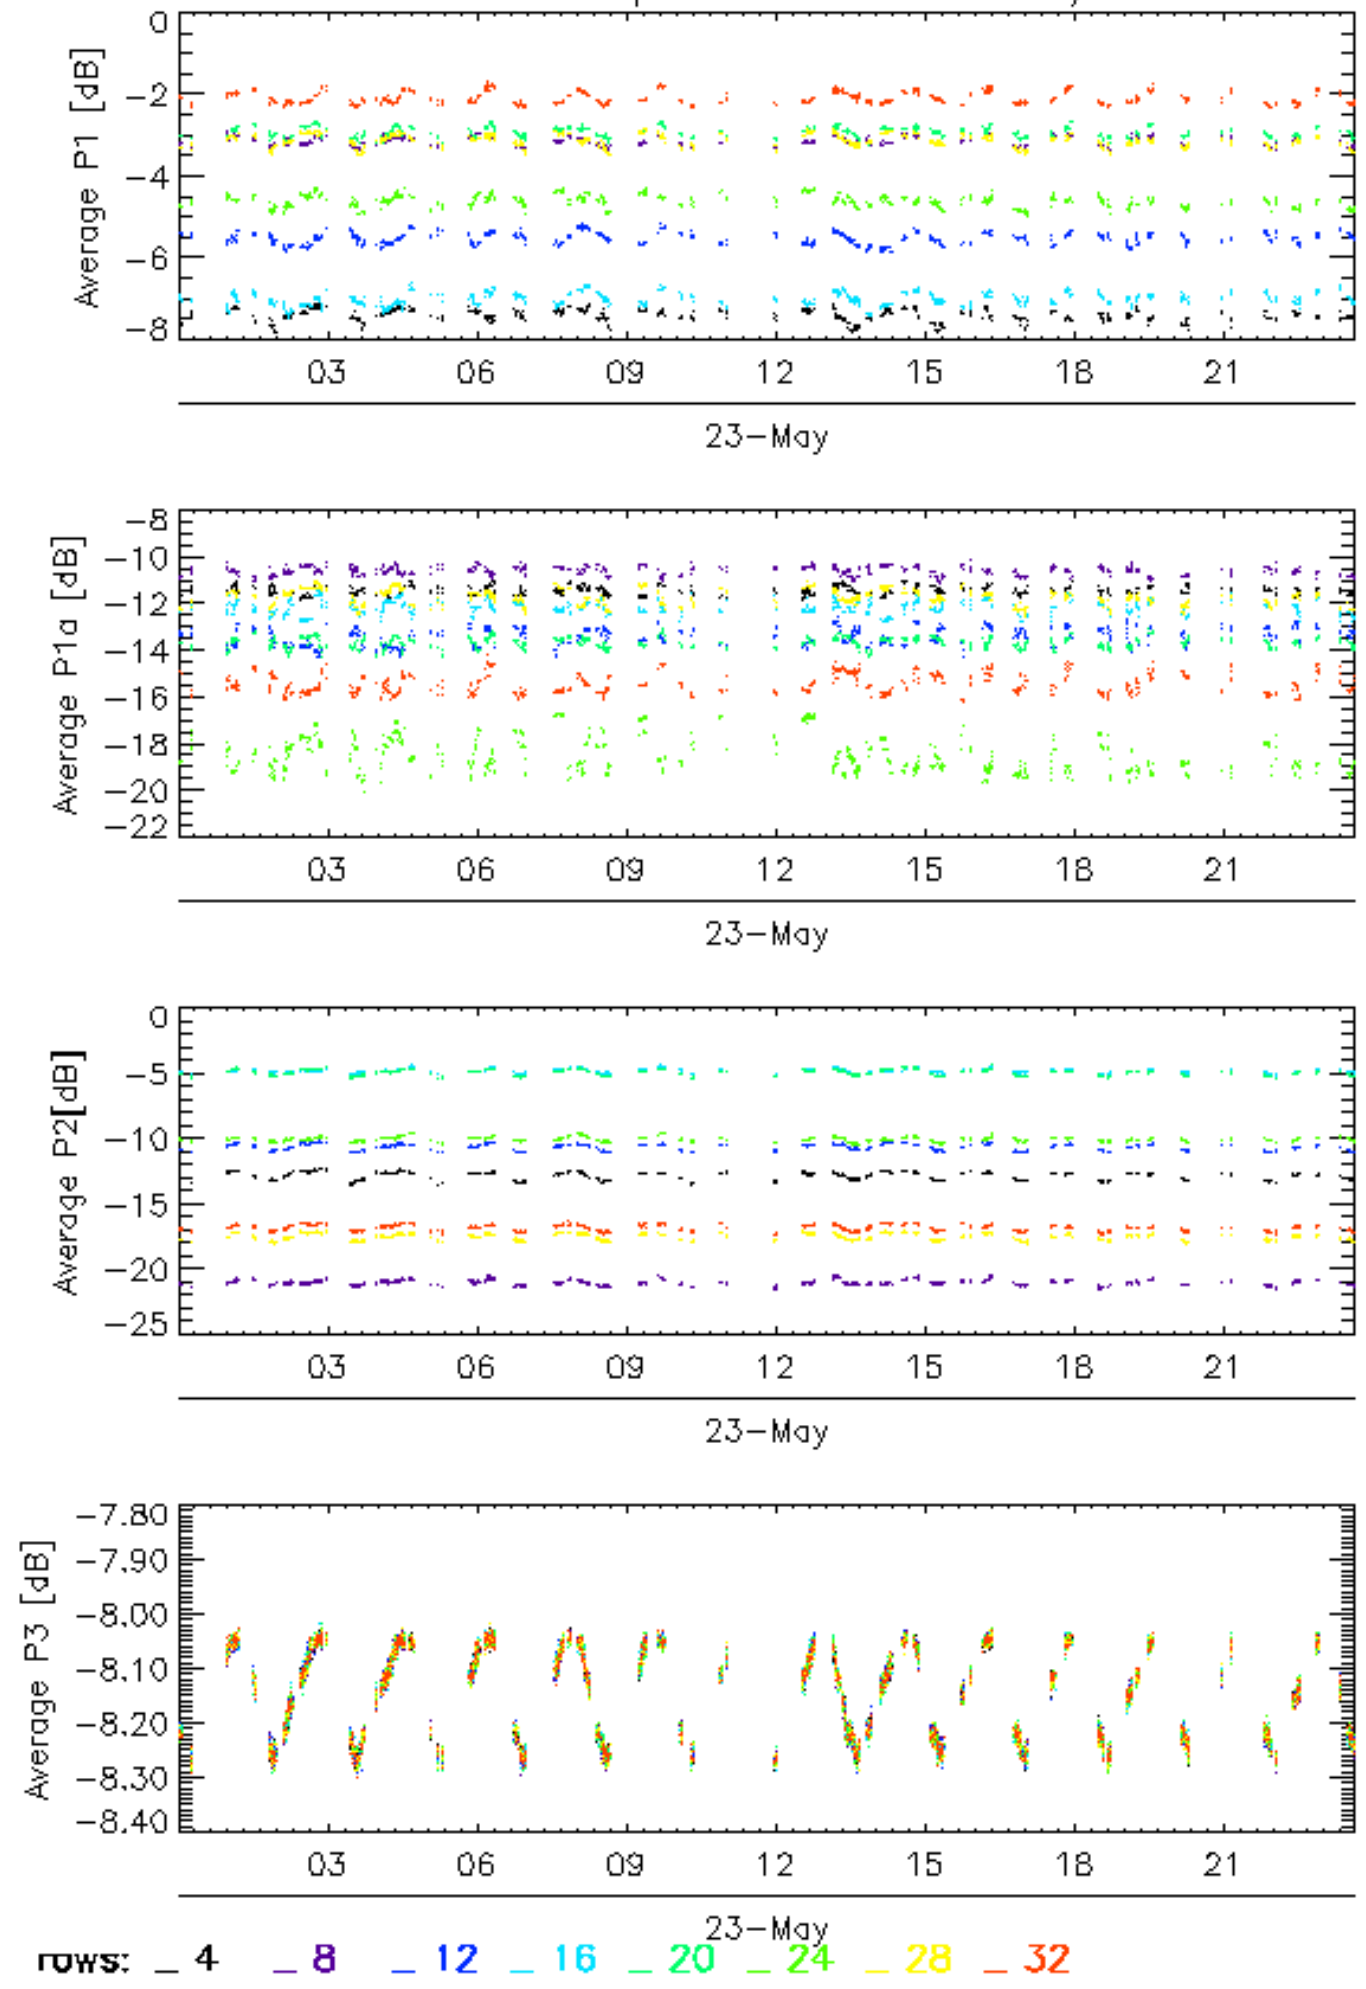 0
−2
−4
−6
−8
Average P1 [dB]
03 06 09 12 15 18 21
23−May
−8
−10
−12
−14
−16
−18
−20
−22
Average P1a [dB]
03 06 09 12 15 18 21
23−May
0
−5
−10
−15
−20
−25
Average P2[dB]
03 06 09 12 15 18 21
23−May
−7.80
−7.90
−8.00
−8.10
−8.20
−8.30
−8.40
Average P3 [dB]
03 06 09 12 15 18 21
23−May
rows: _ 4 _ 8 _ 12 _ 16 _ 20 _ 24 _ 28 _ 32